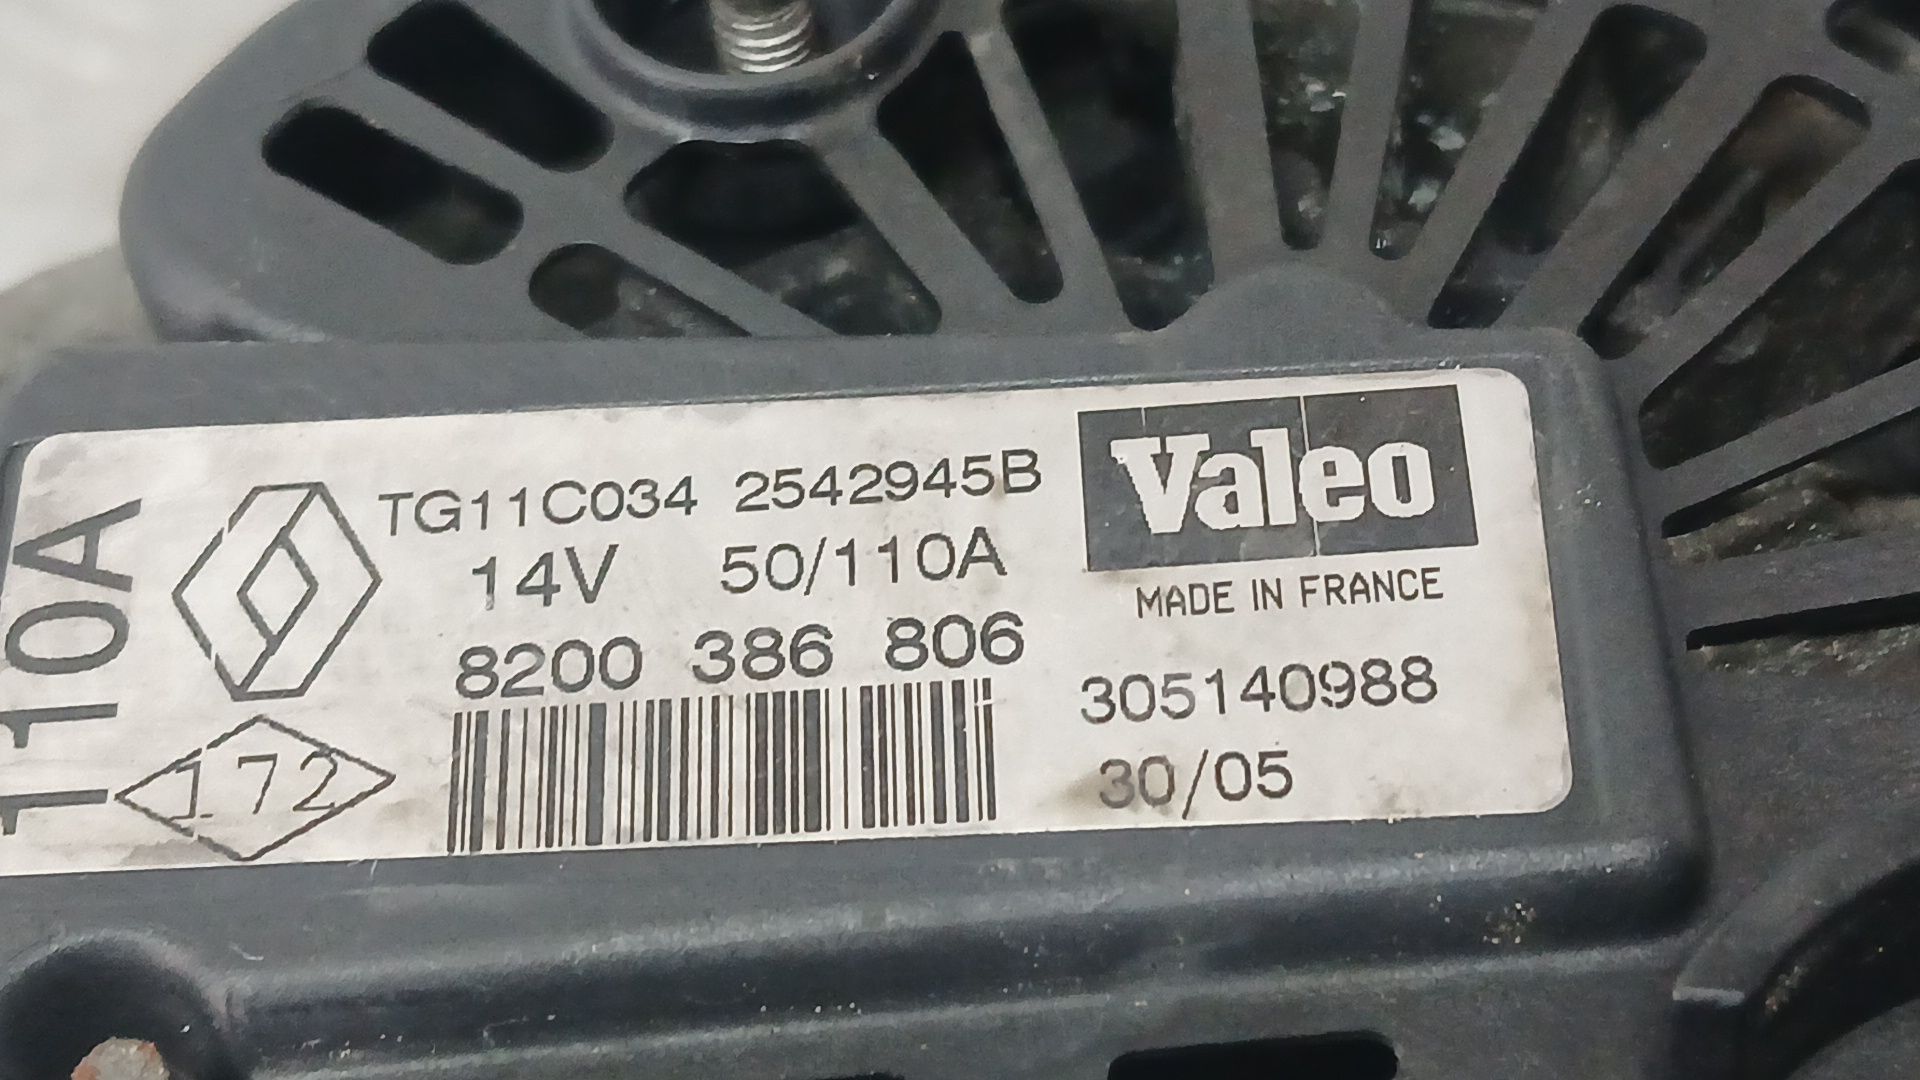 110A
TG11C034 2542945B
14V 50/110A
8200 386 806
172
Valeo
MADE IN FRANCE
305140988
30/05